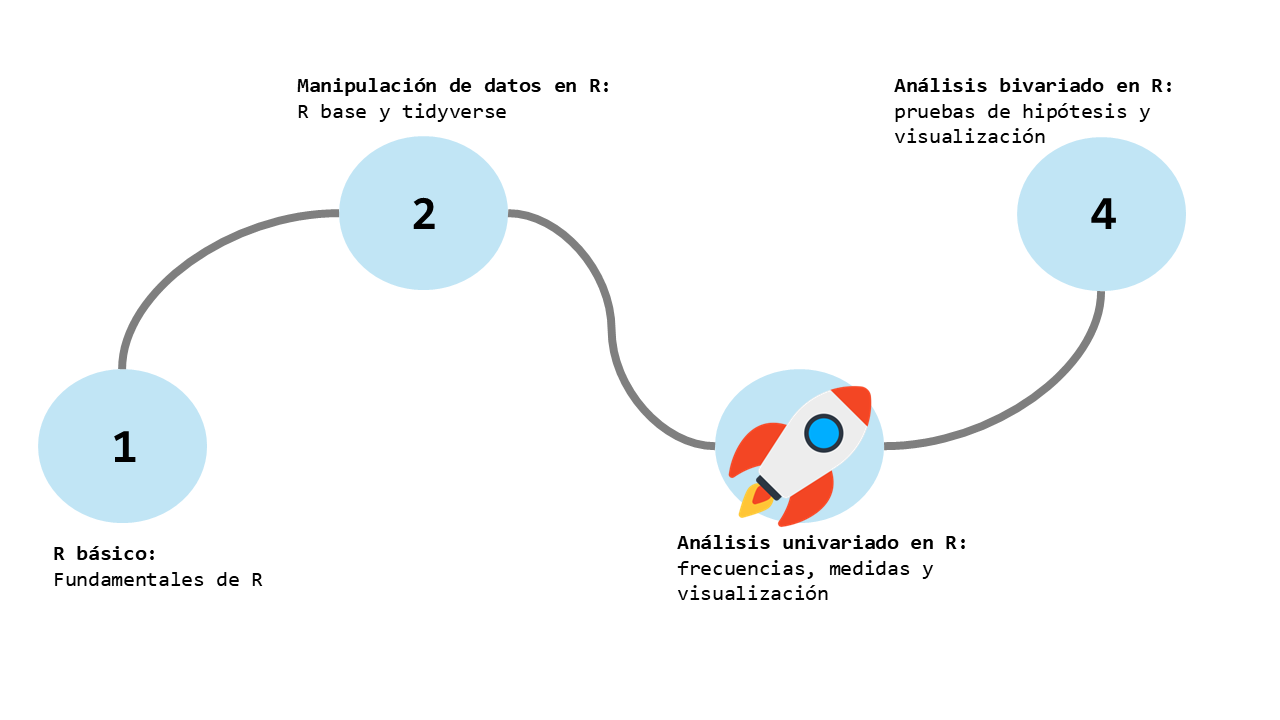 Manipulación de datos en R:
R base y tidyverse
Análisis bivariado en R:
pruebas de hipótesis y
visualización
2
4
1
R básico:
Fundamentales de R
Análisis univariado en R:
frecuencias, medidas y
visualización